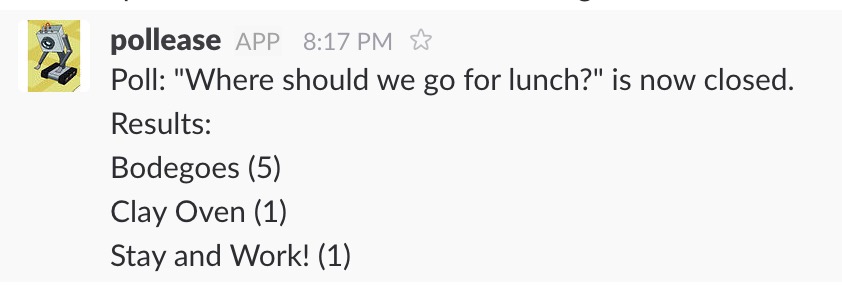 pollease APP 8:17 PM
Poll: "Where should we go for lunch?" is now closed.
Results:
Bodegoes (5)
Clay Oven (1)
Stay and Work! (1)